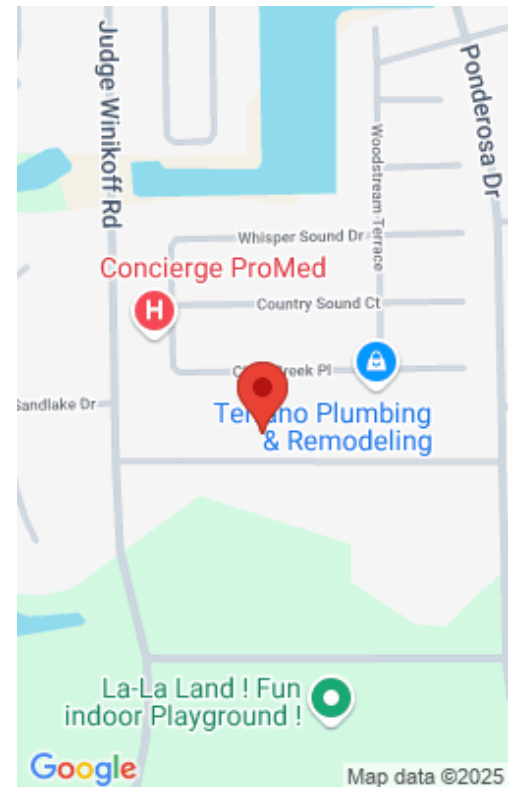 Judge Winikoff Rd
Ponderosa Dr
Woodstream Terrace
Whisper Sound Dr
Concierge ProMed
H
Country Sound Ct
Pl
Sandlake Dr
Plumbing
& Remodeling
La-La Land ! Fun
indoor Playground !
Google
Map data ©2025